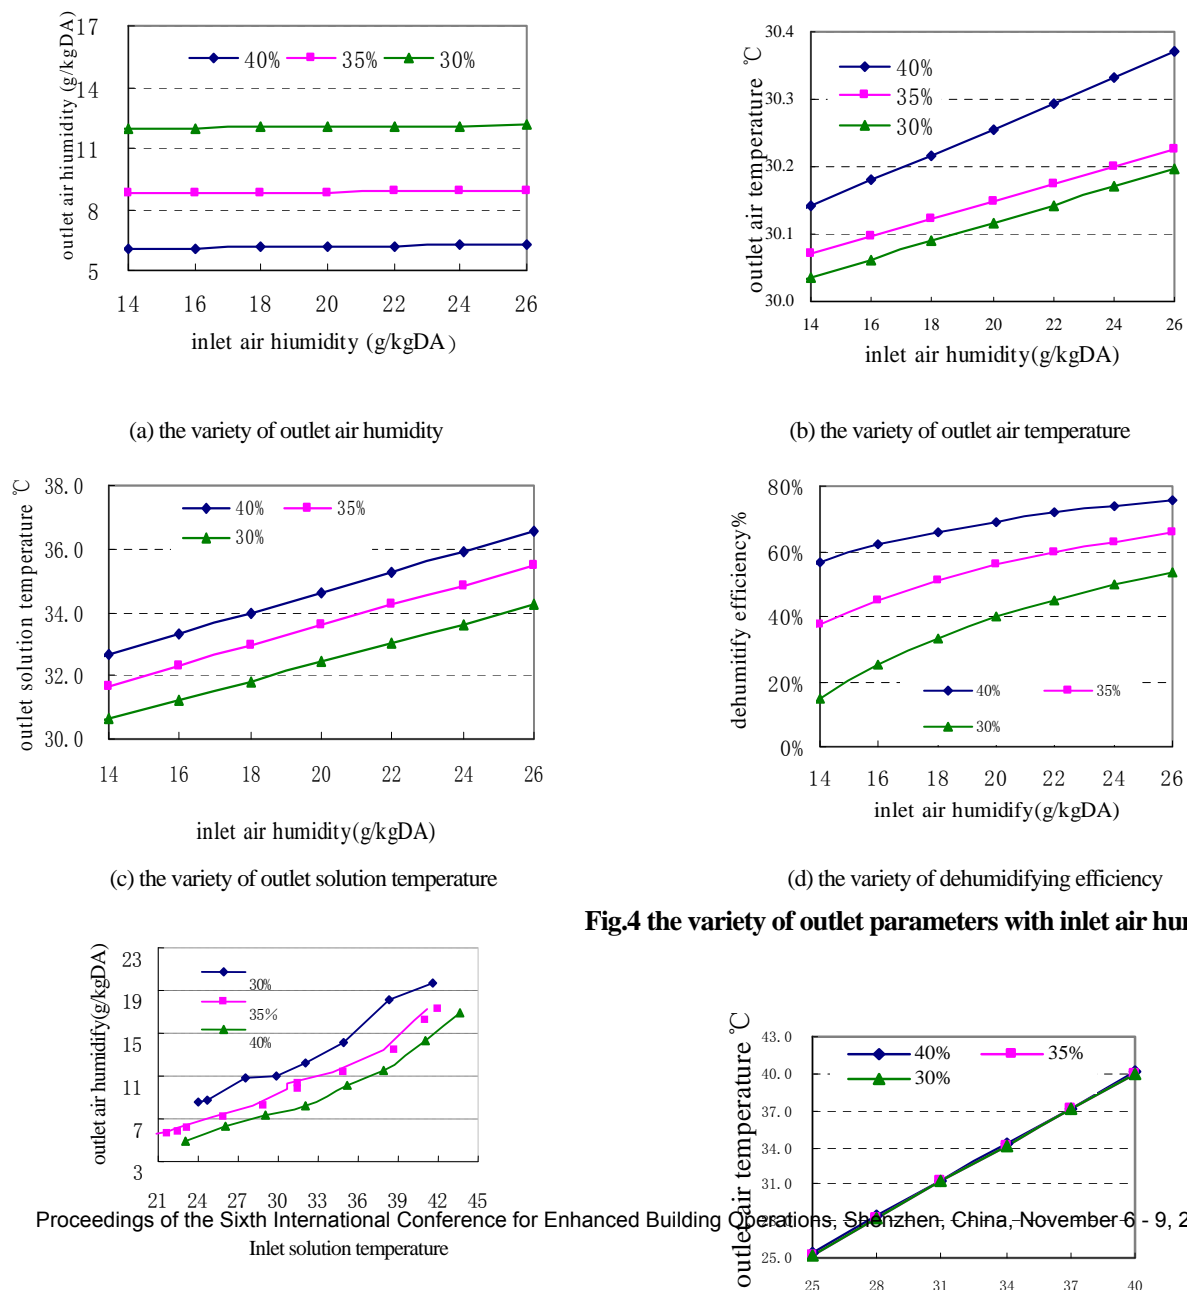 outlet air hiumidity (g/kgDA)
17
14
11
8
5
40% 35% 30%
14 16 18 20 22 24 26
inlet air hiumidity (g/kgDA)
(a) the variety of outlet air humidity
outlet air temperature ℃
30.4
30.3
30.2
30.1
30.0
40%
35%
30%
14 16 18 20 22 24 26
inlet air humidity(g/kgDA)
(b) the variety of outlet air temperature
outlet solution temperature ℃
38.0
36.0
34.0
32.0
30.0
40% 35%
30%
14 16 18 20 22 24 26
inlet air humidity(g/kgDA)
(c) the variety of outlet solution temperature
dehumitify efficiency%
80%
60%
40%
20%
0%
40% 35%
30%
14 16 18 20 22 24 26
inlet air humidify(g/kgDA)
(d) the variety of dehumidifying efficiency
Fig.4 the variety of outlet parameters with inlet air hu
outlet air humidify(g/kgDA)
23
19
15
11
7
3
30%
35%
40%
21 24 27 30 33 36 39 42 45
Inlet solution temperature
outlet air temperature ℃
43.0
40.0
37.0
34.0
31.0
28.0
25.0
40% 35%
30%
25 28 31 34 37 40
Proceedings of the Sixth International Conference for Enhanced Building Operations, Shenzhen, China, November 6 - 9, 2